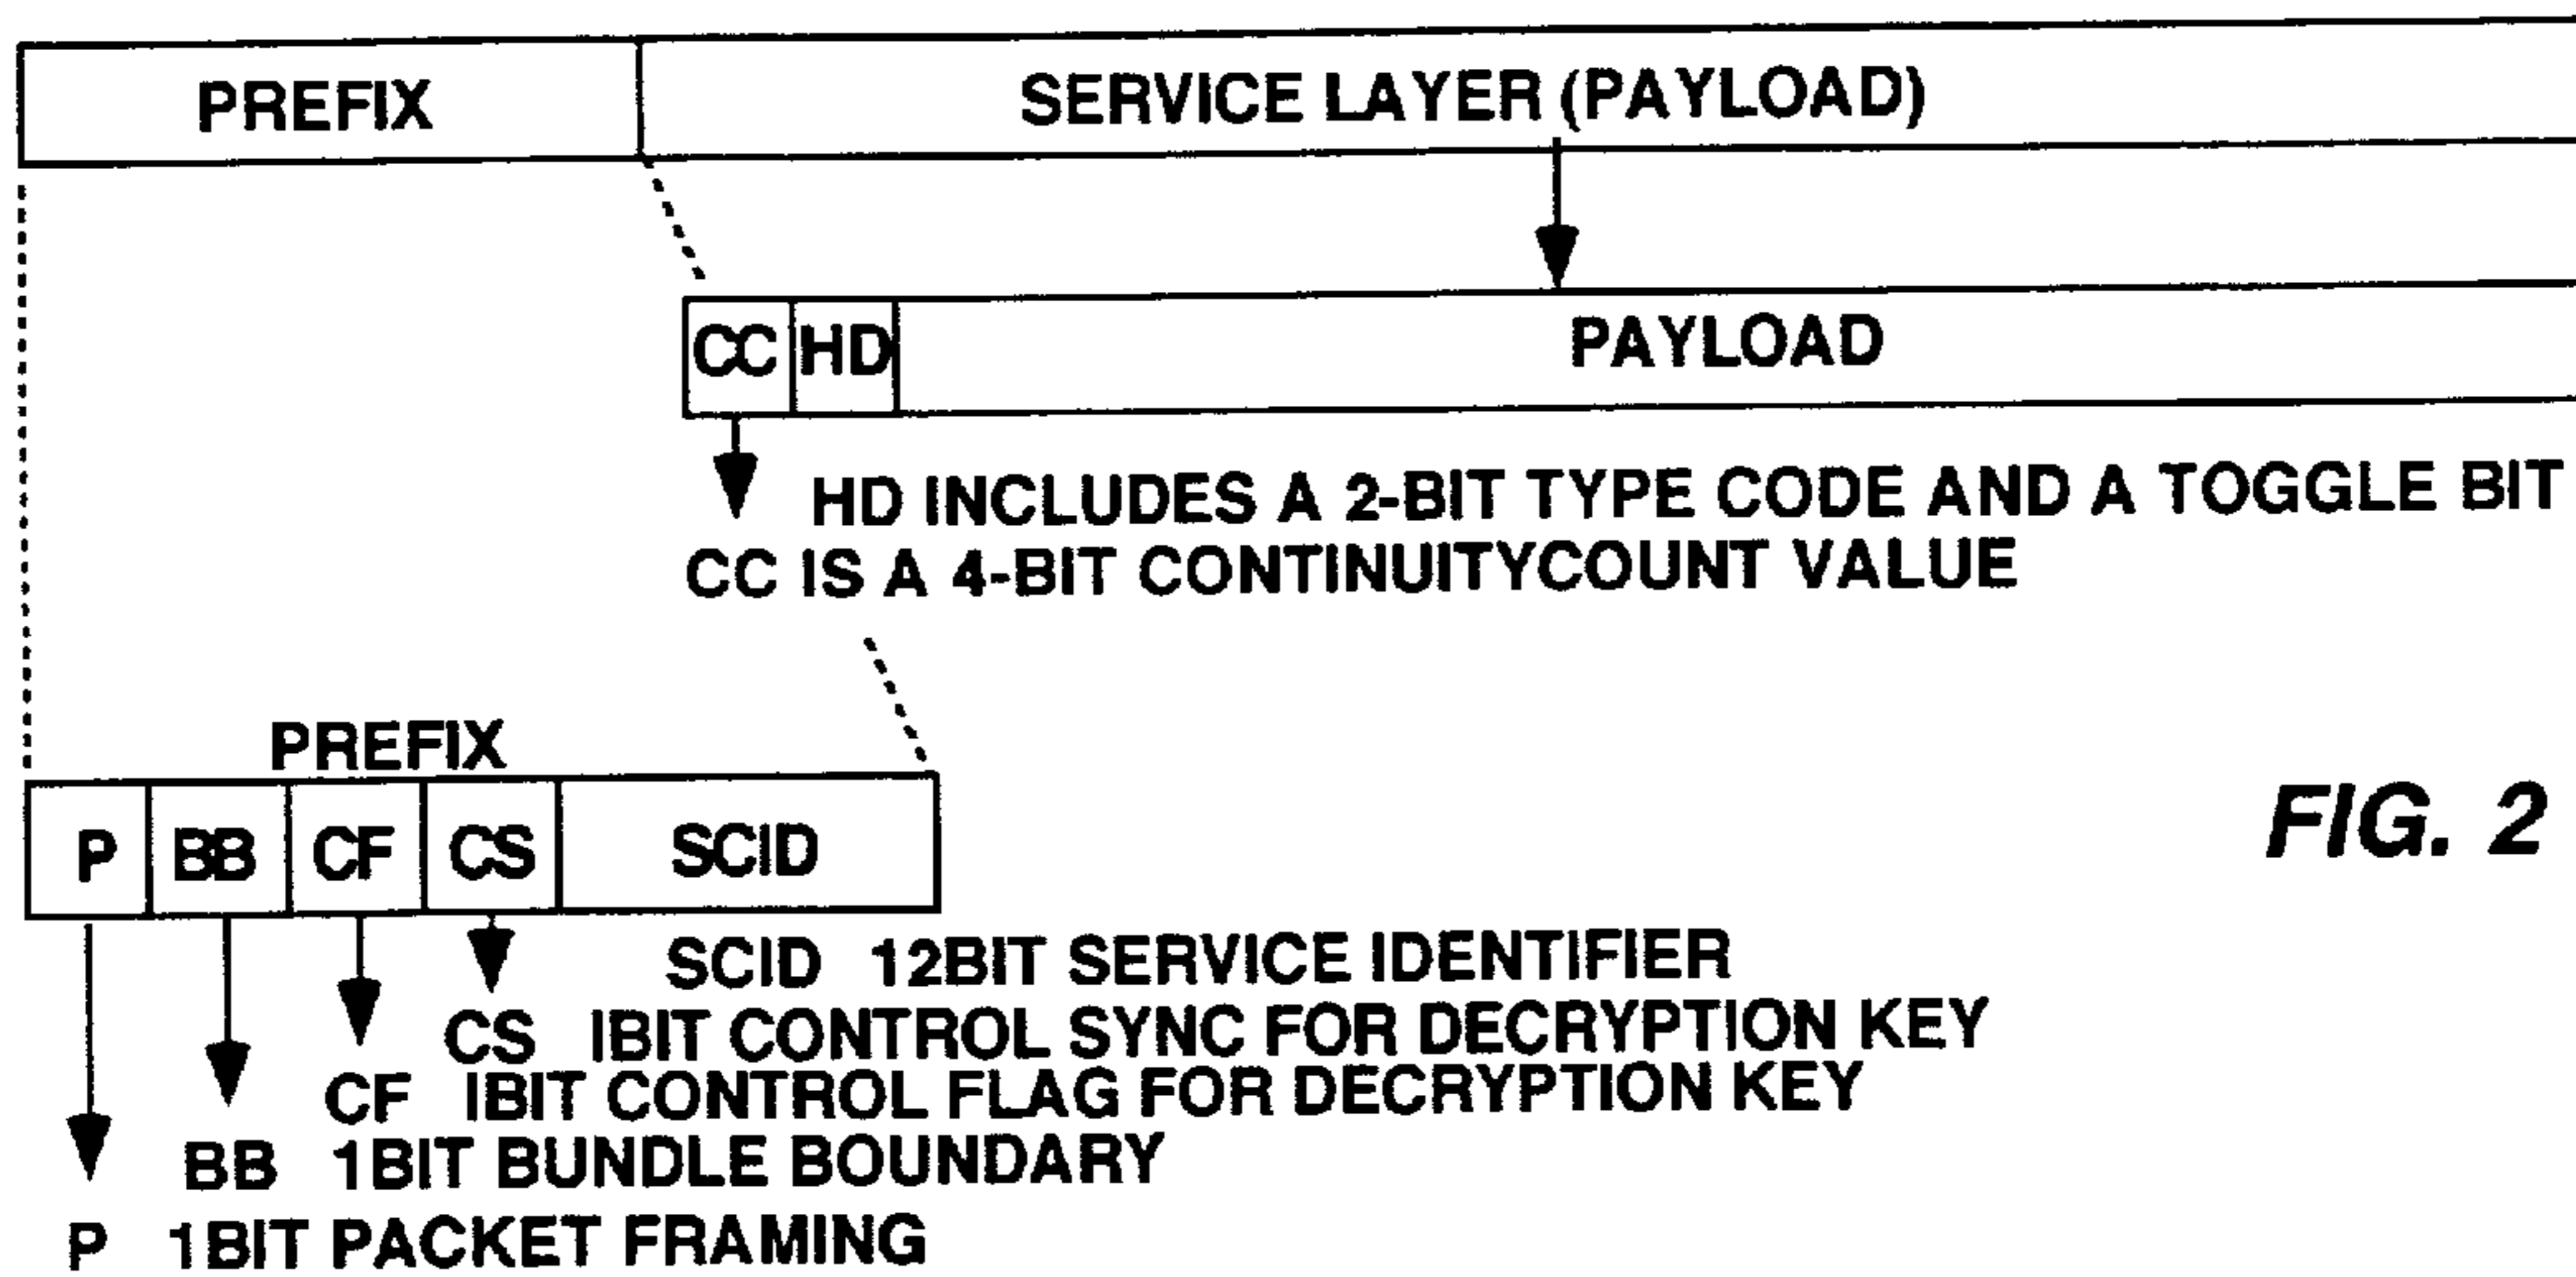 PREFIX SERVICE LAYER (PAYLOAD)
CC HD PAYLOAD
HD INCLUDES A 2-BIT TYPE CODE AND A TOGGLE BIT
CC IS A 4-BIT CONTINUITYCOUNT VALUE
PREFIX
P BB CF CS SCID
FIG. 2
SCID 12BIT SERVICE IDENTIFIER
CS IBIT CONTROL SYNC FOR DECRYPTION KEY
CF IBIT CONTROL FLAG FOR DECRYPTION KEY
BB 1BIT BUNDLE BOUNDARY
P 1BIT PACKET FRAMING